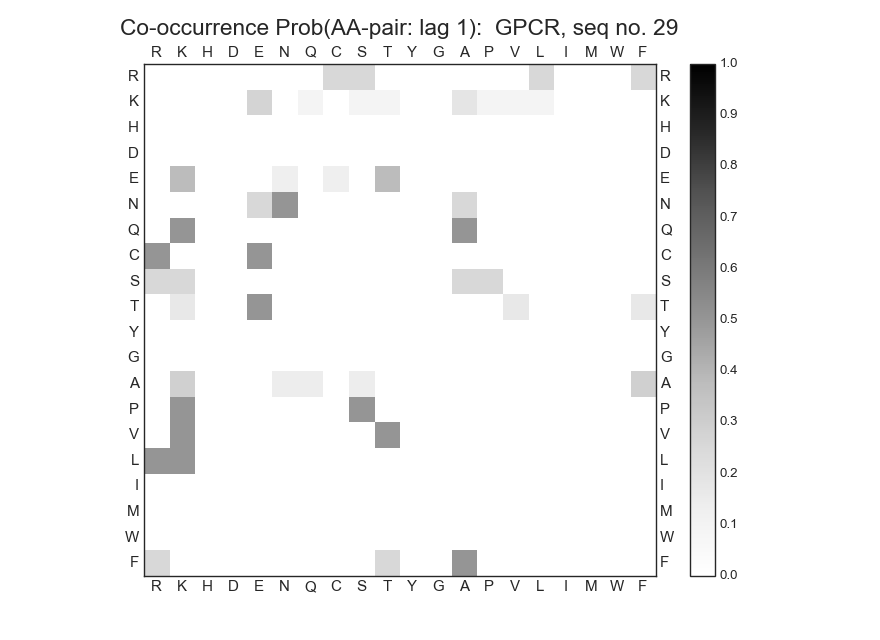 Co-occurrence Prob(AA-pair: lag 1):  GPCR, seq no. 29
R K H D E N Q C S T Y G A P V L I M W F
1.0
R R
K K
0.9
H H
D D
0.8
E E
0.7
N N
Q Q
0.6
C C
S S
T T
0.5
Y Y
G G
0.4
A A
P P
0.3
V V
L L
0.2
I I
M M
0.1
W W
F F
0.0
R K H D E N Q C S T Y G A P V L I M W F